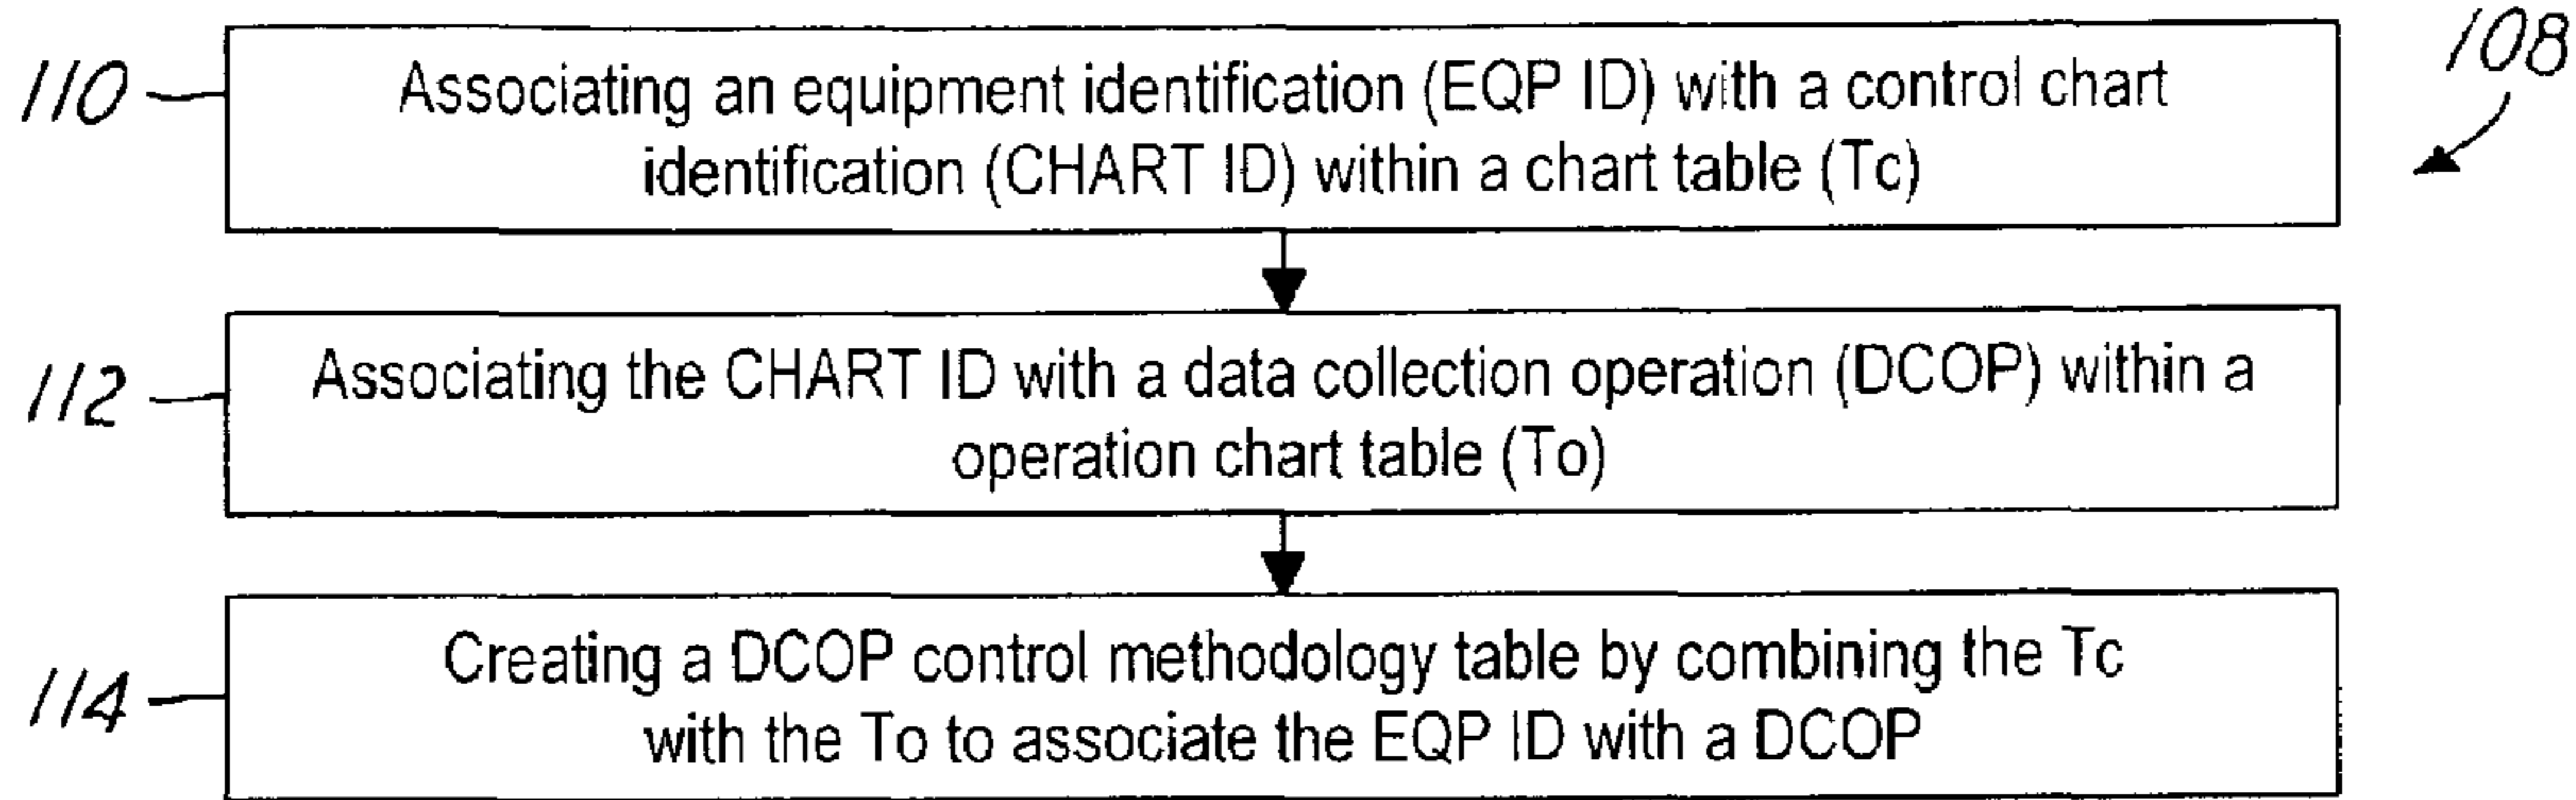 108
110
Associating an equipment identification (EQP ID) with a control chart
identification (CHART ID) within a chart table (Tc)
112
Associating the CHART ID with a data collection operation (DCOP) within a
operation chart table (To)
114
Creating a DCOP control methodology table by combining the Tc
with the To to associate the EQP ID with a DCOP